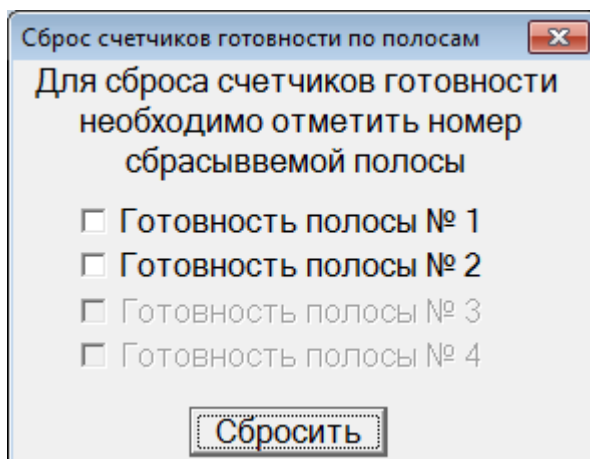 Сброс счетчиков готовности по полосам
Для сброса счетчиков готовности
необходимо отметить номер
сбрасыввемой полосы
Готовность полосы № 1
Готовность полосы № 2
Готовность полосы № 3
Готовность полосы № 4
Сбросить